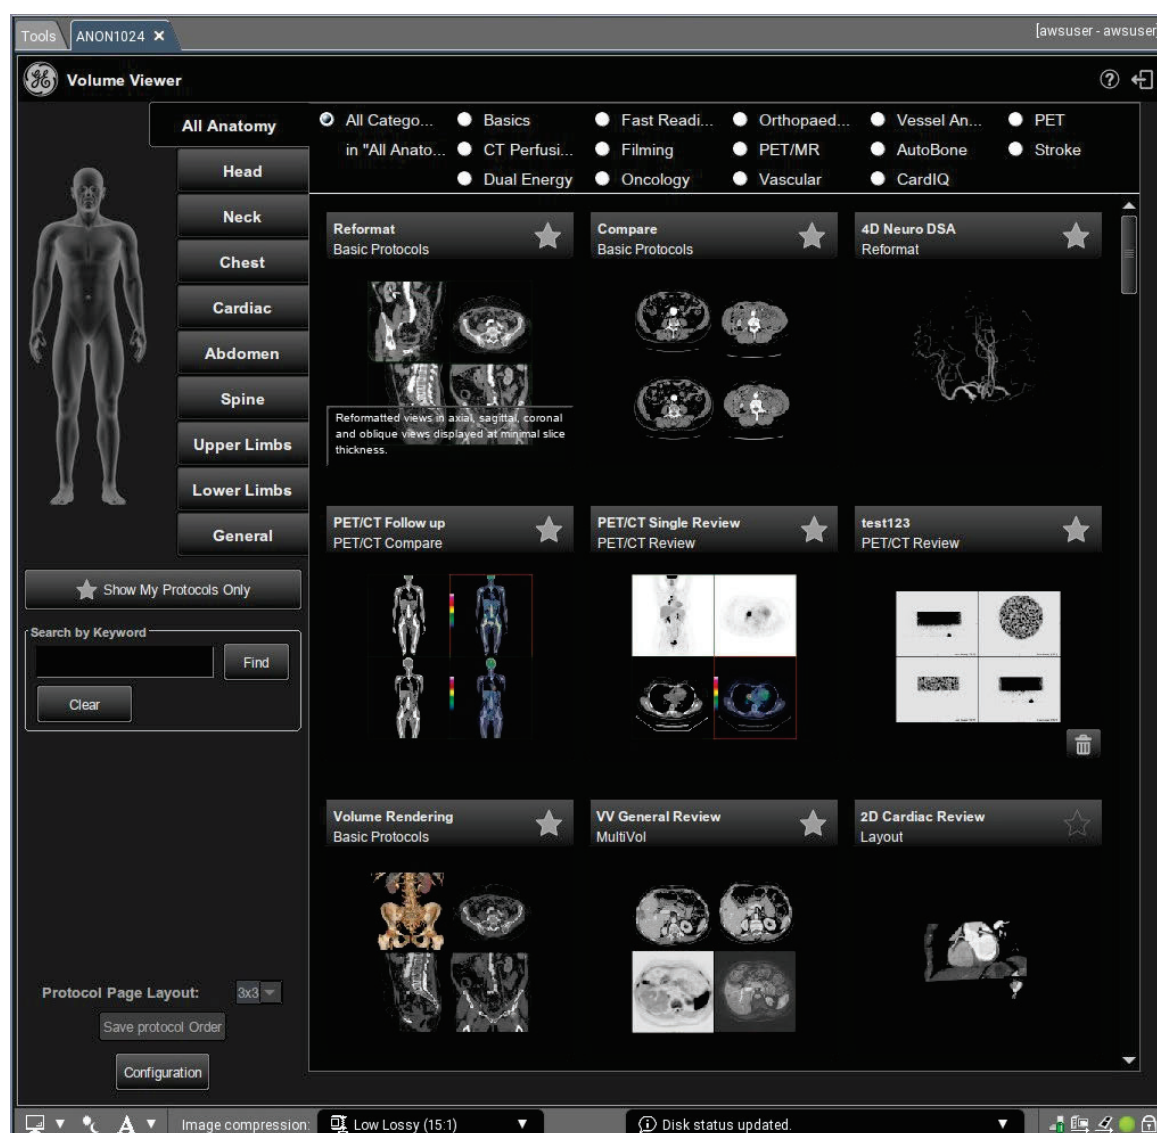 Tools
ANON1024
[awsuser - awsuser]
Volume Viewer
All Anatomy
Head
Neck
Chest
Cardiac
Abdomen
Spine
Upper Limbs
Lower Limbs
General
All Catego...
in "All Anato...
Basics
CT Perfusi...
Dual Energy
Fast Readi...
Filming
Oncology
Orthopaed...
PET/MR
Vascular
Vessel An...
AutoBone
CardIQ
PET
Stroke
Show My Protocols Only
Search by Keyword
Find
Clear
Protocol Page Layout:
3x3
Save protocol Order
Configuration
Reformat
Basic Protocols
Reformatted views in axial, sagittal, coronal
and oblique views displayed at minimal slice
thickness.
Compare
Basic Protocols
4D Neuro DSA
Reformat
PET/CT Follow up
PET/CT Compare
PET/CT Single Review
PET/CT Review
test123
PET/CT Review
Volume Rendering
Basic Protocols
VV General Review
MultiVol
2D Cardiac Review
Layout
Image compression:
Low Lossy (15:1)
Disk status updated.